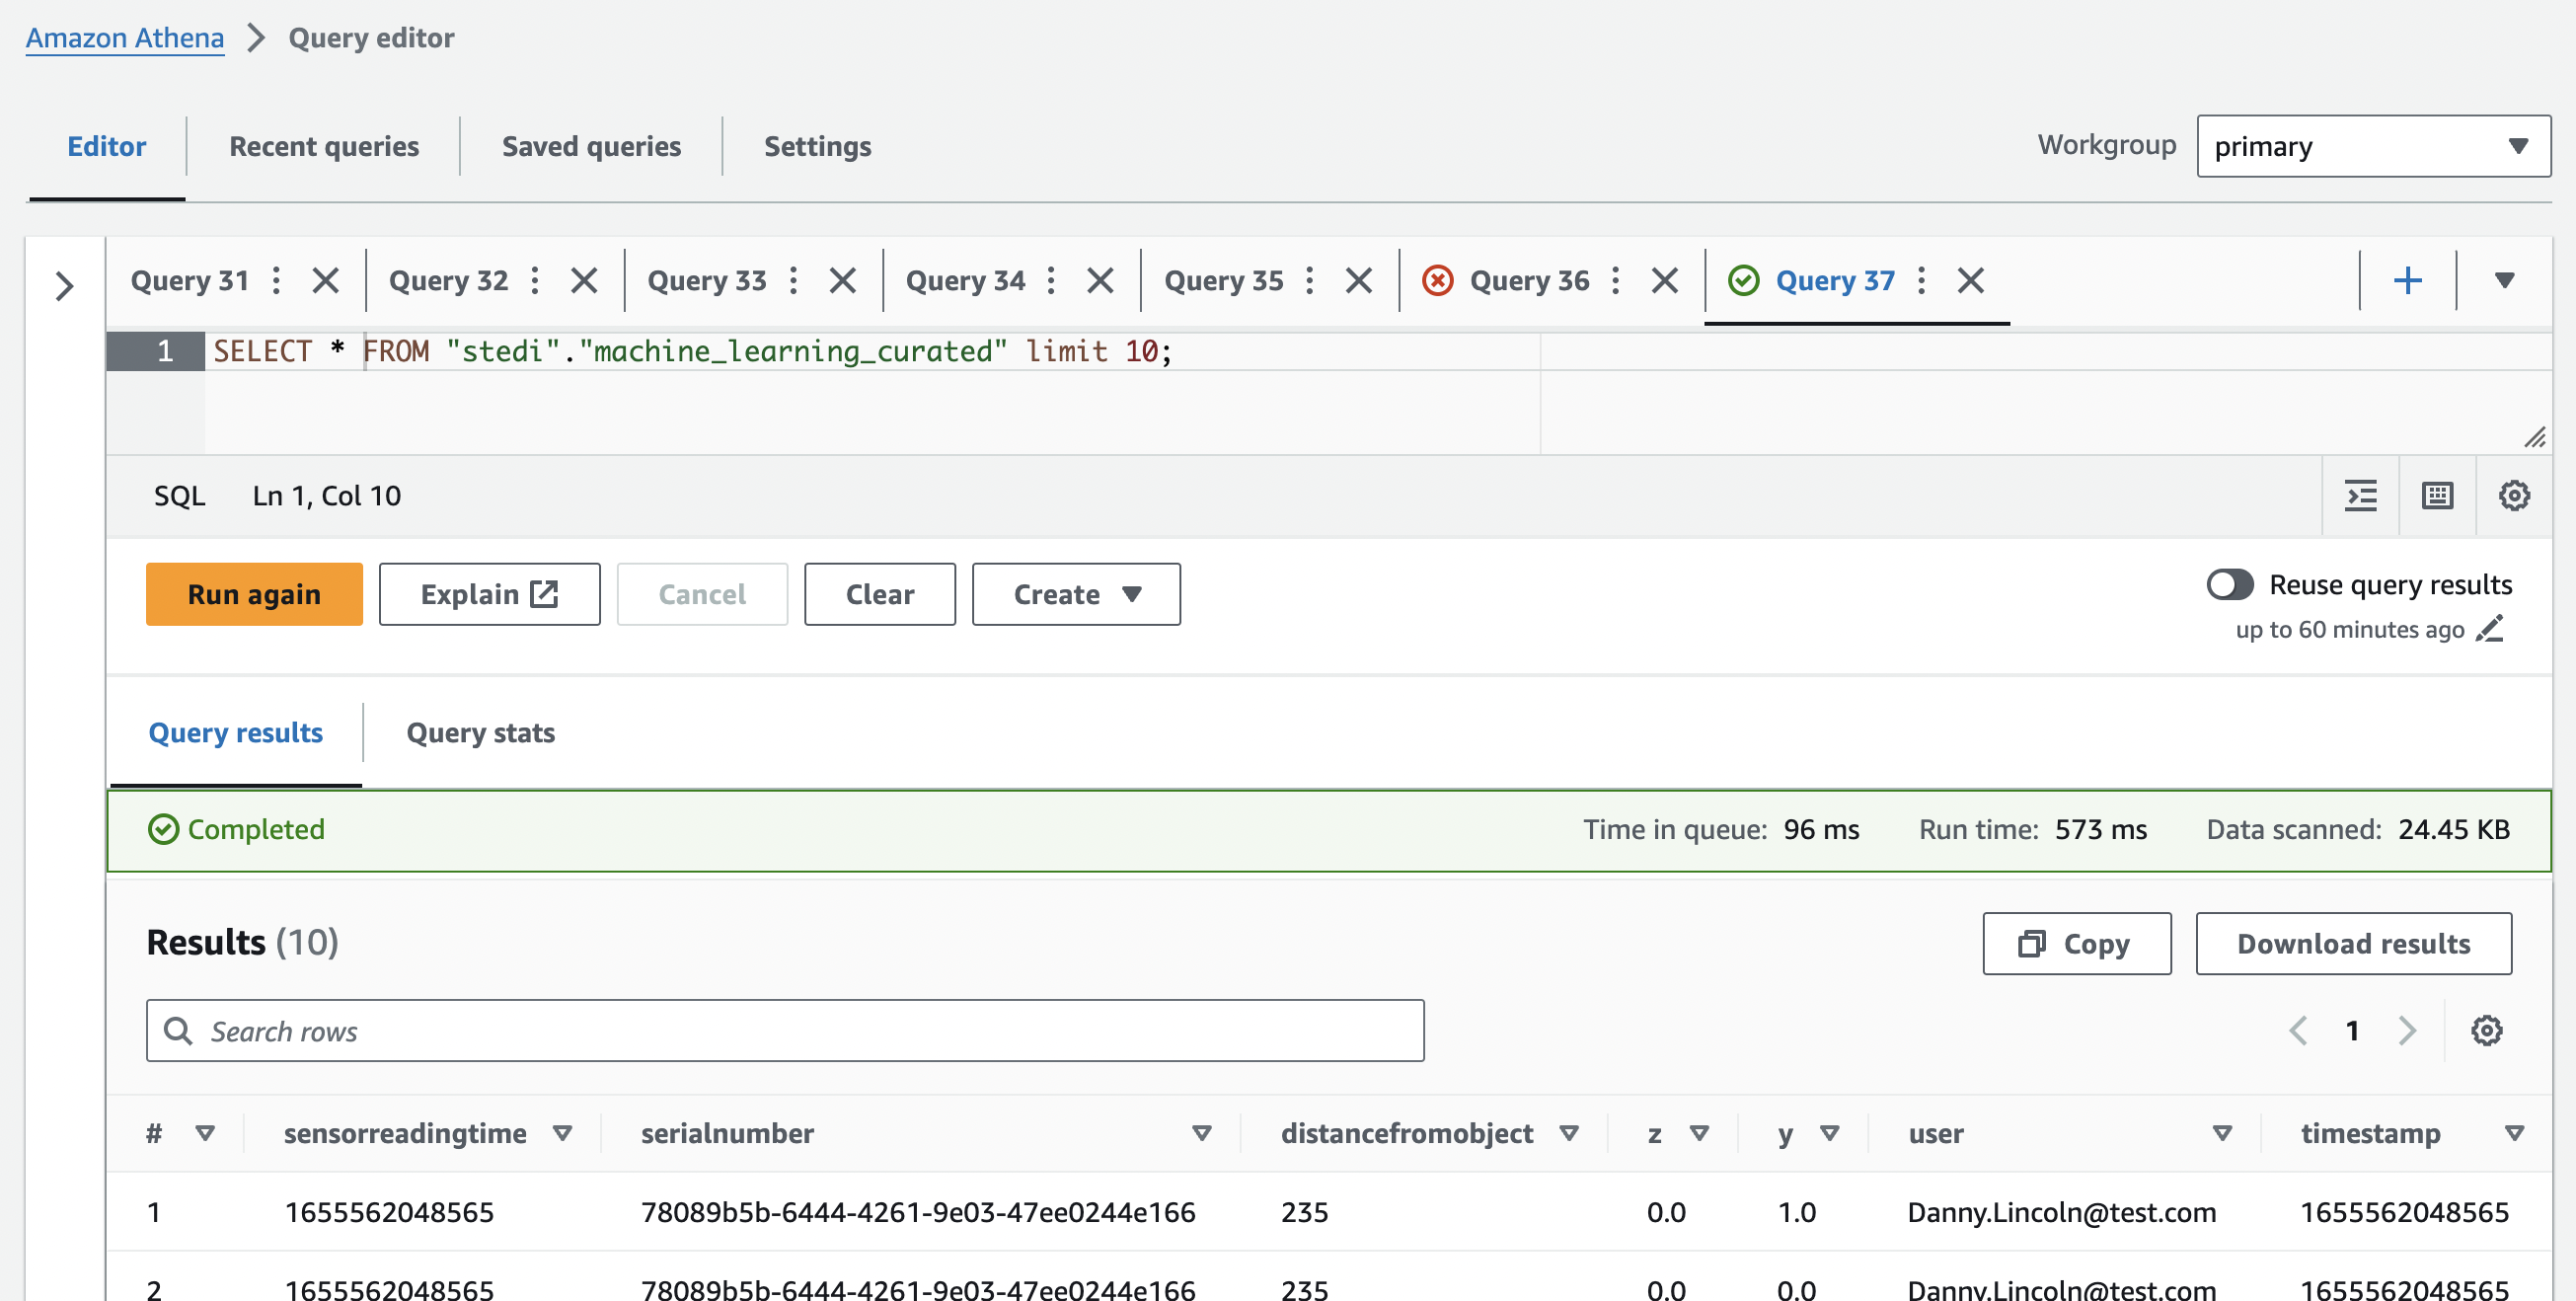 Amazon Athena > Query editor
Editor Recent queries Saved queries Settings Workgroup primary
Query 31 Query 32 Query 33 Query 34 Query 35 Query 36 Query 37
1 SELECT * FROM "stedi"."machine_learning_curated" limit 10;
SQL Ln 1, Col 10
Run again Explain Cancel Clear Create Reuse query results
up to 60 minutes ago
Query results Query stats
Completed Time in queue: 96 ms Run time: 573 ms Data scanned: 24.45 KB
Results (10) Copy Download results
Search rows 1
# sensorreadingtime serialnumber distancefromobject z y user timestamp
1 1655562048565 78089b5b-6444-4261-9e03-47ee0244e166 235 0.0 1.0 Danny.Lincoln@test.com 1655562048565
2 1655562048565 78089b5b-6444-4261-9e03-47ee0244e166 235 0.0 0.0 Danny.Lincoln@test.com 1655562048565